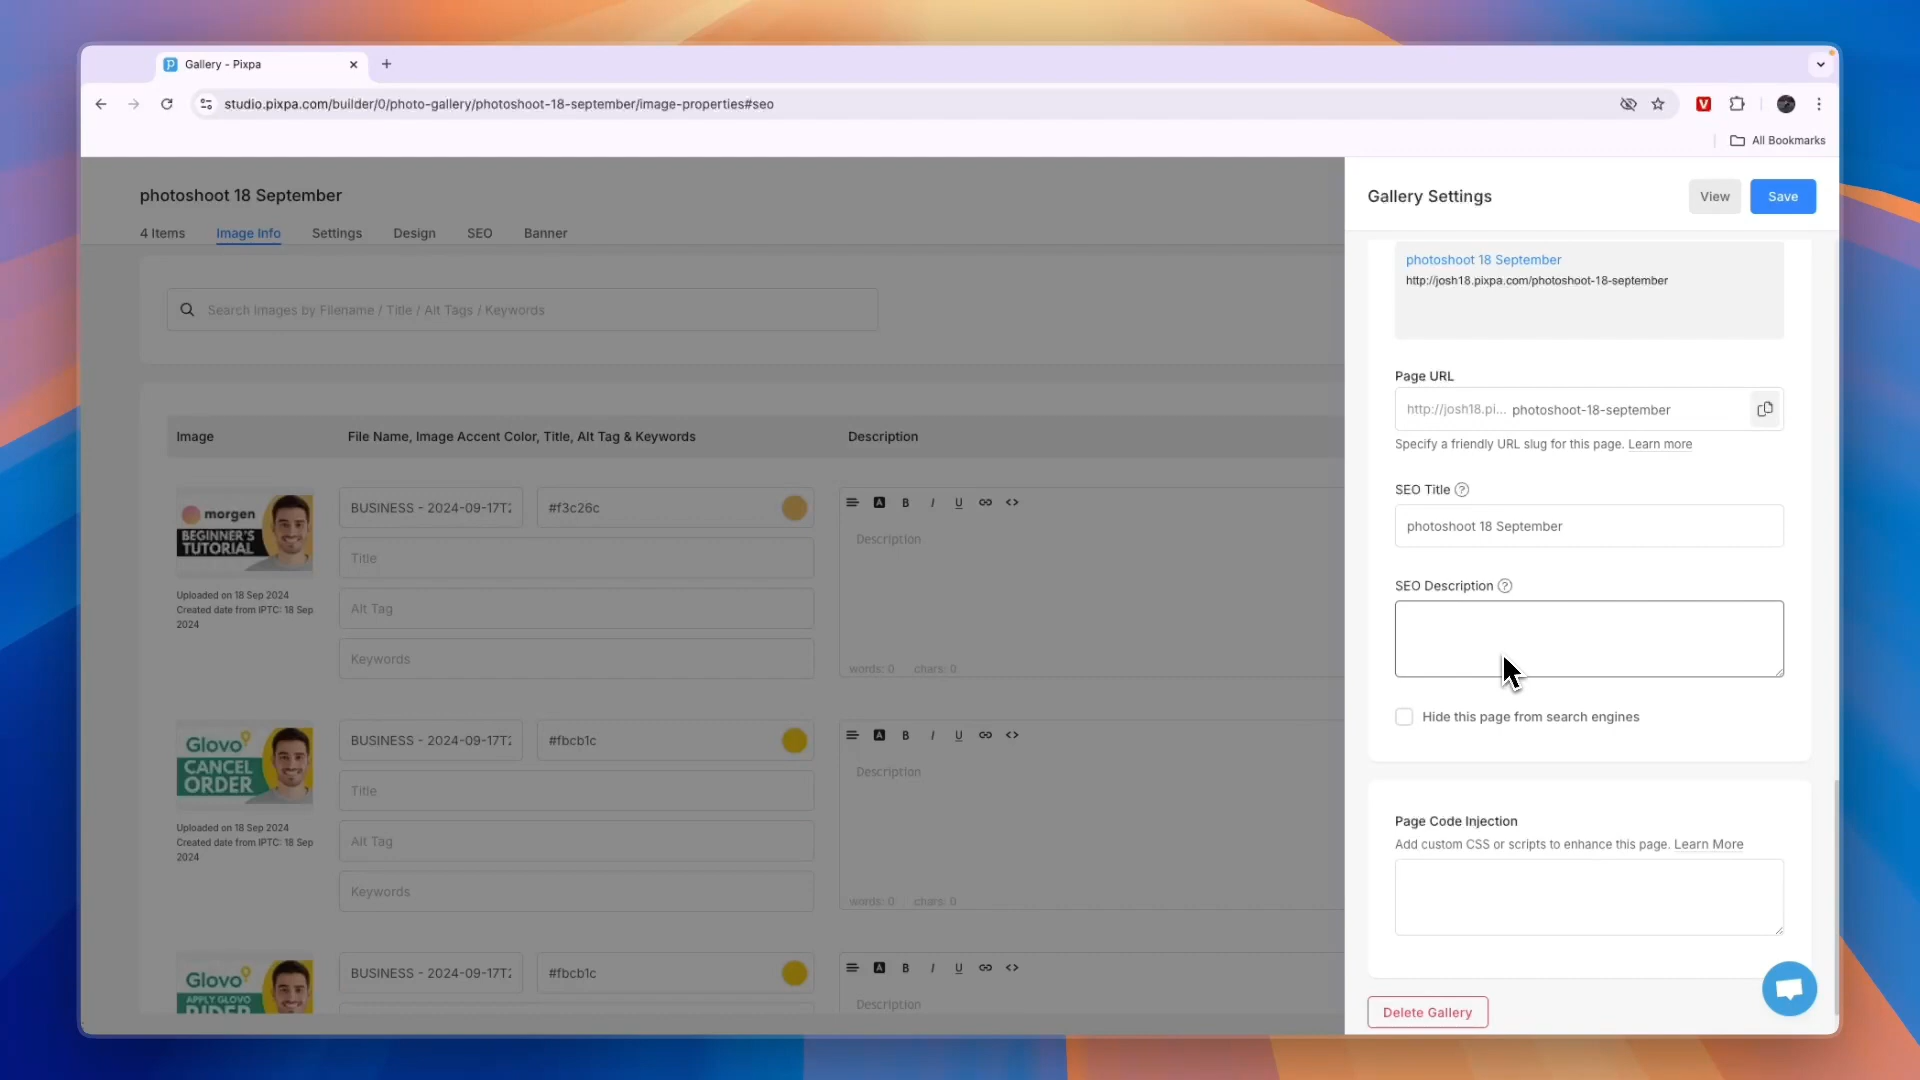 Gallery - Pixpa
studio.pixpa.com/builder/0/photo-gallery/photoshoot-18-september/image-properties#seo
All Bookmarks
photoshoot 18 September
4 Items Image Info Settings Design SEO Banner
Search Images by Filename / Title / Alt Tags / Keywords
Image File Name, Image Accent Color, Title, Alt Tag & Keywords Description
morgen
BEGINNER'S
TUTORIAL
Uploaded on 18 Sep 2024
Created date from IPTC: 18 Sep
2024
BUSINESS - 2024-09-17T #f3c26c
Title
Alt Tag
Keywords
B I U
Description
words: 0 chars: 0
Glovo
CANCEL
ORDER
Uploaded on 18 Sep 2024
Created date from IPTC: 18 Sep
2024
BUSINESS - 2024-09-17T #fbcb1c
Title
Alt Tag
Keywords
B I U
Description
words: 0 chars: 0
Glovo
APPLY GLOVO
RIDER
BUSINESS - 2024-09-17T #fbcb1c
B I U
Description
Gallery Settings
View Save
photoshoot 18 September
http://josh18.pixpa.com/photoshoot-18-september
Page URL
http://josh18.pi... photoshoot-18-september
Specify a friendly URL slug for this page. Learn more
SEO Title
photoshoot 18 September
SEO Description
Hide this page from search engines
Page Code Injection
Add custom CSS or scripts to enhance this page. Learn More
Delete Gallery